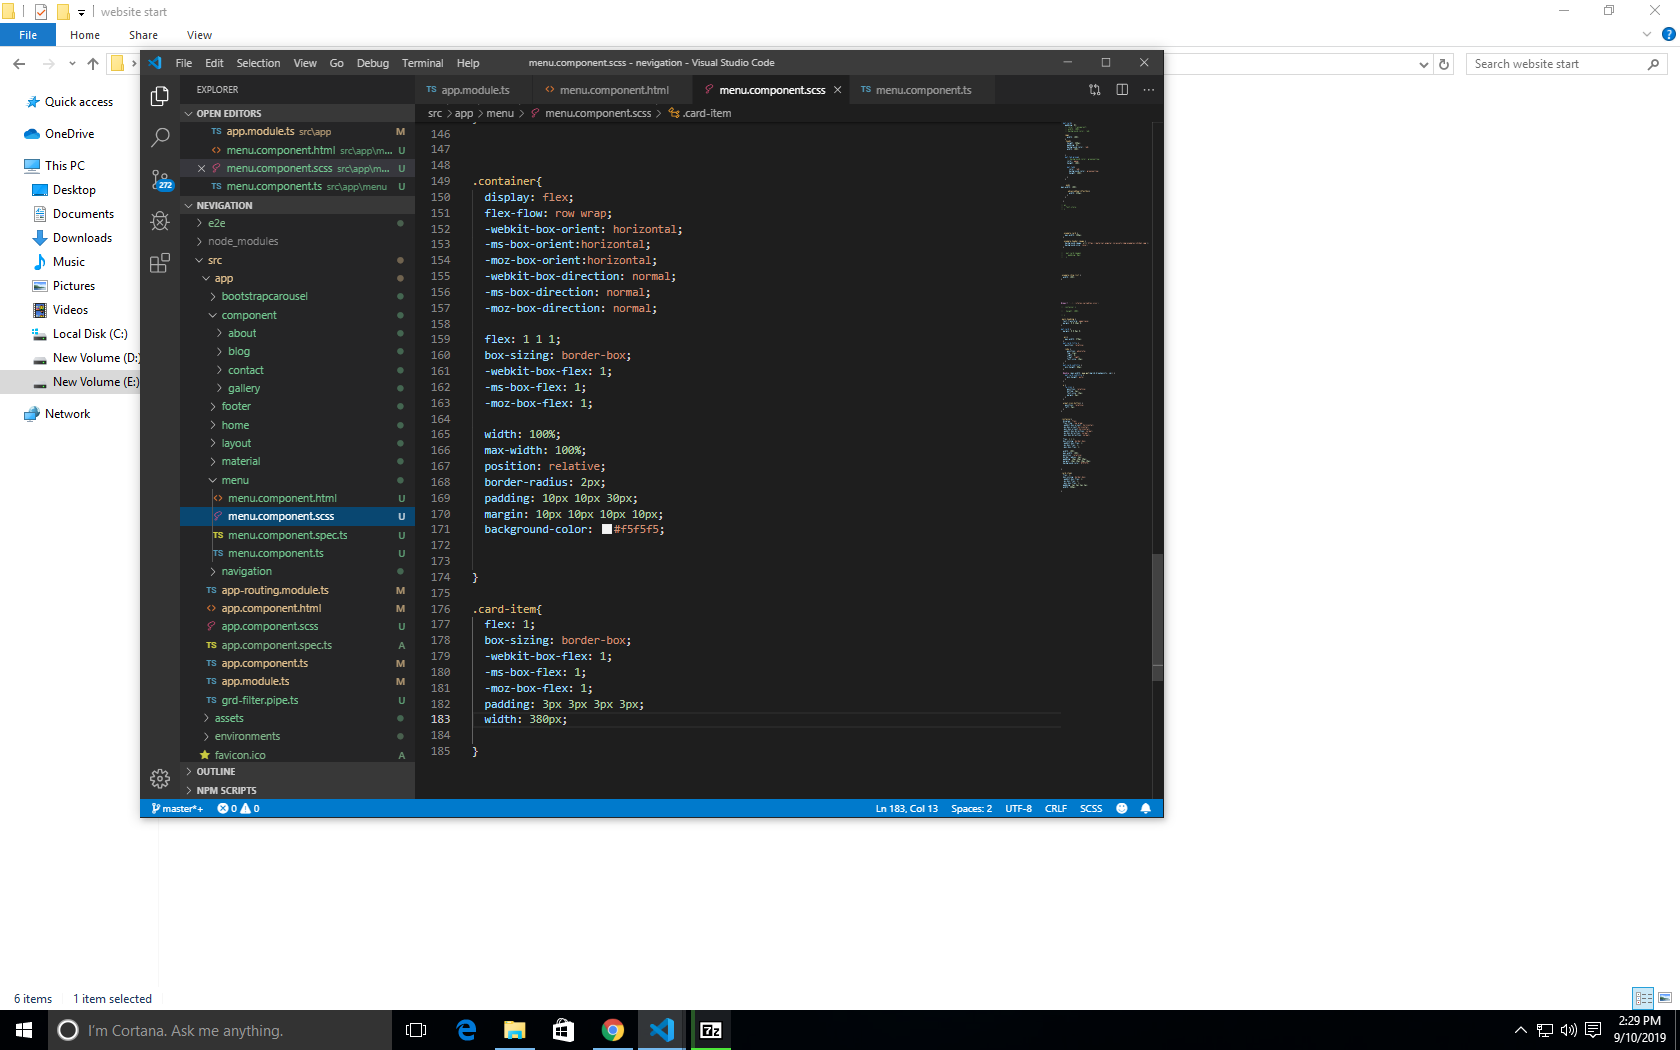 website start
File
Home
Share
View
Search website start
Quick access
OneDrive
This PC
Desktop
Documents
Downloads
Music
Pictures
Videos
Local Disk (C:)
New Volume (D:)
New Volume (E:)
Network
File Edit Selection View Go Debug Terminal Help
menu.component.scss - nevigation - Visual Studio Code
EXPLORER
OPEN EDITORS
TS app.module.ts src\app M
<> menu.component.html src\app\m... U
menu.component.scss src\app\m... U
TS menu.component.ts src\app\menu U
NEVIGATION
e2e
node_modules
src
app
bootstrapcarousel
component
about
blog
contact
gallery
footer
home
layout
material
menu
<> menu.component.html U
menu.component.scss U
TS menu.component.spec.ts U
TS menu.component.ts U
navigation
TS app-routing.module.ts M
<> app.component.html M
app.component.scss U
TS app.component.spec.ts A
TS app.component.ts M
TS app.module.ts M
TS grd-filter.pipe.ts U
assets
environments
favicon.ico A
OUTLINE
NPM SCRIPTS
272
TS app.module.ts
<> menu.component.html
menu.component.scss
TS menu.component.ts
src > app > menu > menu.component.scss > .card-item
146
147
148
149 .container{
150 display: flex;
151 flex-flow: row wrap;
152 -webkit-box-orient: horizontal;
153 -ms-box-orient:horizontal;
154 -moz-box-orient:horizontal;
155 -webkit-box-direction: normal;
156 -ms-box-direction: normal;
157 -moz-box-direction: normal;
158
159 flex: 1 1 1;
160 box-sizing: border-box;
161 -webkit-box-flex: 1;
162 -ms-box-flex: 1;
163 -moz-box-flex: 1;
164
165 width: 100%;
166 max-width: 100%;
167 position: relative;
168 border-radius: 2px;
169 padding: 10px 10px 30px;
170 margin: 10px 10px 10px 10px;
171 background-color: #f5f5f5;
172
173
174 }
175
176 .card-item{
177 flex: 1;
178 box-sizing: border-box;
179 -webkit-box-flex: 1;
180 -ms-box-flex: 1;
181 -moz-box-flex: 1;
182 padding: 3px 3px 3px 3px;
183 width: 380px;
184
185 }
master*+ 0 0
Ln 183, Col 13 Spaces: 2 UTF-8 CRLF SCSS
6 items 1 item selected
I'm Cortana. Ask me anything.
7z
2:29 PM
9/10/2019